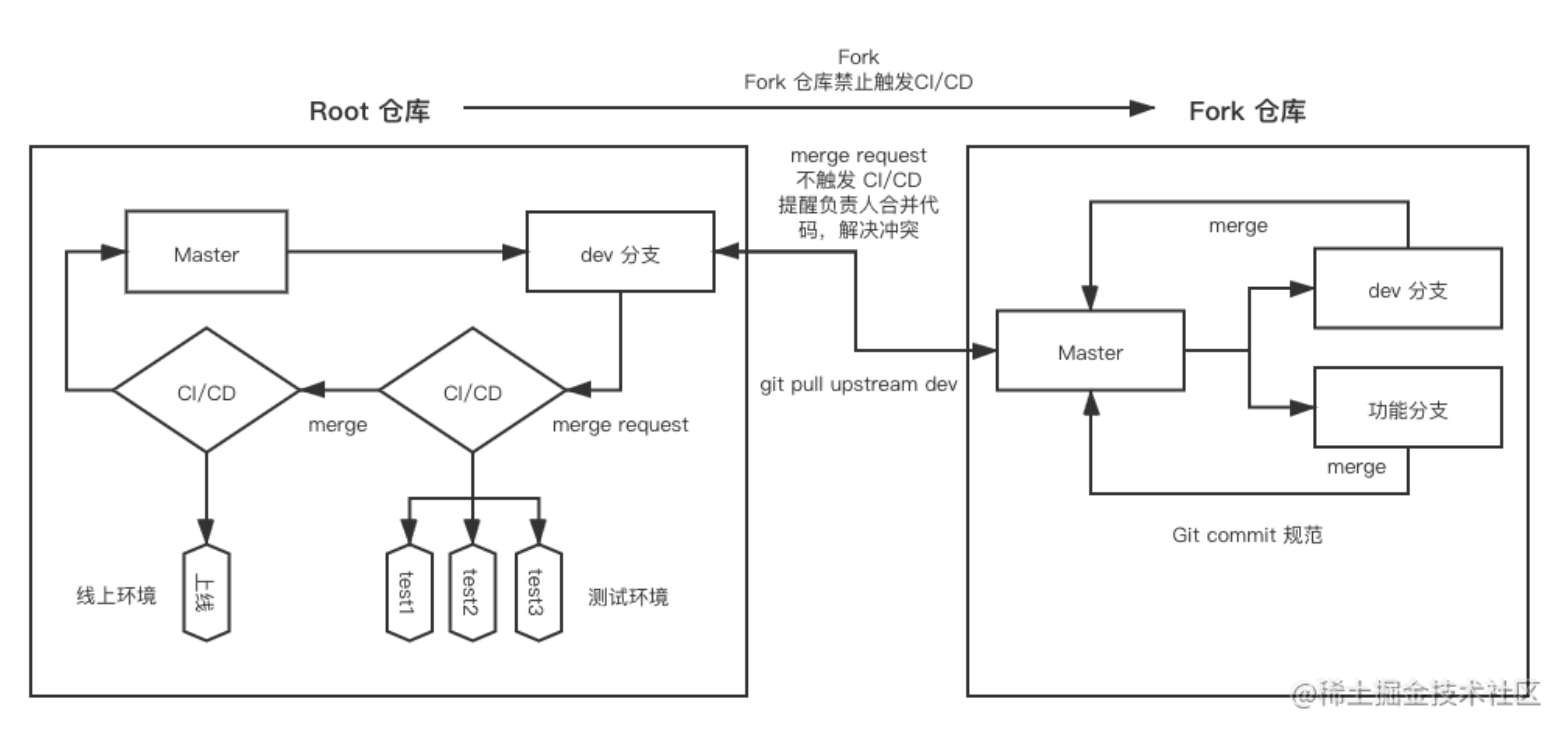 Fork
Fork 仓库禁止触发CI/CD
Root 仓库
Fork 仓库
merge request
不触发 CI/CD
提醒负责人合并代
码，解决冲突
merge
Master
dev 分支
dev 分支
Master
git pull upstream dev
CI/CD
CI/CD
merge
merge request
功能分支
merge
Git commit 规范
线上环境
上线
test1
test2
test3
测试环境
@稀土掘金技术社区